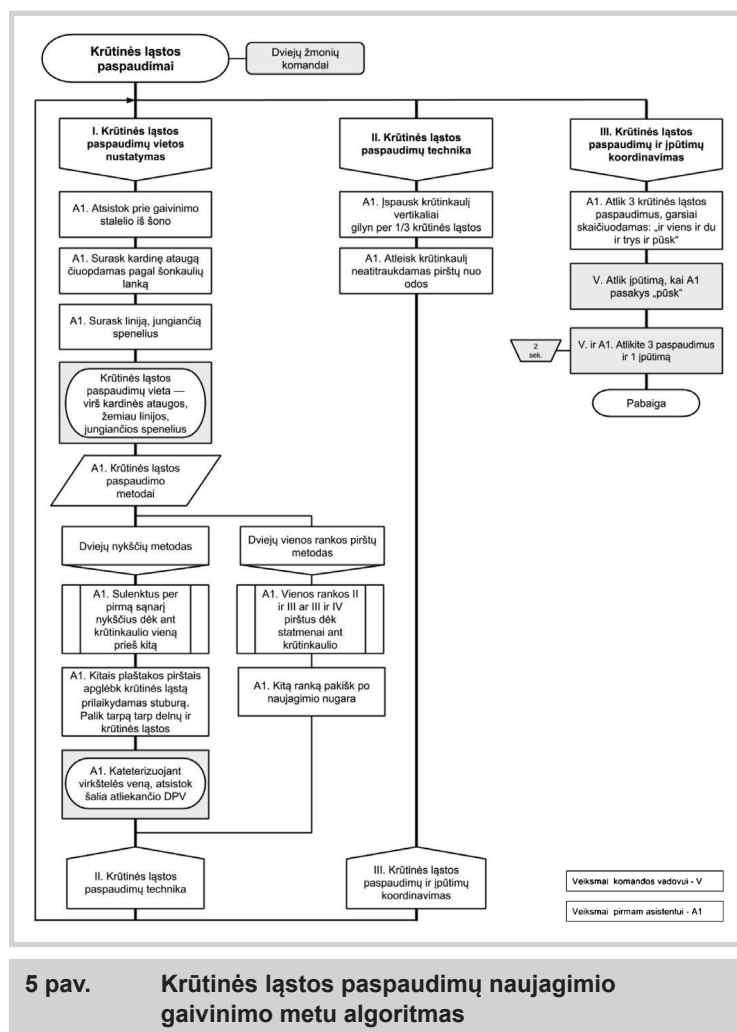 Krūtinės ląstos
paspaudimai
Dviejų žmonių
komandai
I. Krūtinės ląstos
paspaudimų vietos
nustatymas
A1. Atsistok prie gaivinimo
stalelio iš šono
A1. Surask kardinę ataugą
čiuopdamas pagal šonkaulių
lanką
A1. Surask liniją, jungiančią
spenelius
Krūtinės ląstos
paspaudimų vieta —
virš kardinės ataugos,
žemiau linijos,
jungiančios spenelius
A1. Krūtinės ląstos
paspaudimo
metodai
Dviejų nykščių metodas
A1. Sulenktus per
pirmą sąnarį
nykščius dėk ant
krūtinkaulio vieną
prieš kitą
A1. Kitais plaštakos pirštais
apglėbk krūtinės ląstą
prilaikydamas stuburą.
Palik tarpą tarp delnų ir
krūtinės ląstos
A1. Kateterizuojant
virkštelės veną, atsistok
šalia atliekančio DPV
II. Krūtinės ląstos
paspaudimų technika
Dviejų vienos rankos pirštų
metodas
A1. Vienos rankos II
ir III ar III ir IV
pirštus dėk
statmenai ant
krūtinkaulio
A1. Kitą ranką pakišk po
naujagimio nugara
II. Krūtinės ląstos
paspaudimų technika
A1. Įspausk krūtinkaulį
vertikaliai
gilyn per 1/3 krūtinės ląstos
A1. Atleisk krūtinkaulį
neatitraukdamas pirštų nuo
odos
III. Krūtinės ląstos
paspaudimų ir įpūtimų
koordinavimas
III. Krūtinės ląstos
paspaudimų ir įpūtimų
koordinavimas
A1. Atlik 3 krūtinės ląstos
paspaudimus, garsiai
skaičiuodamas: „ir viens ir du
ir trys ir pūsk“
V. Atlik įpūtimą, kai A1
pasakys „pūsk“
2
sek.
V. ir A1. Atlikite 3 paspaudimus
ir 1 įpūtimą
Pabaiga
Veiksmai komandos vadovui - V
Veiksmai pirmam asistentui - A1
5 pav. Krūtinės ląstos paspaudimų naujagimio
gaivinimo metu algoritmas